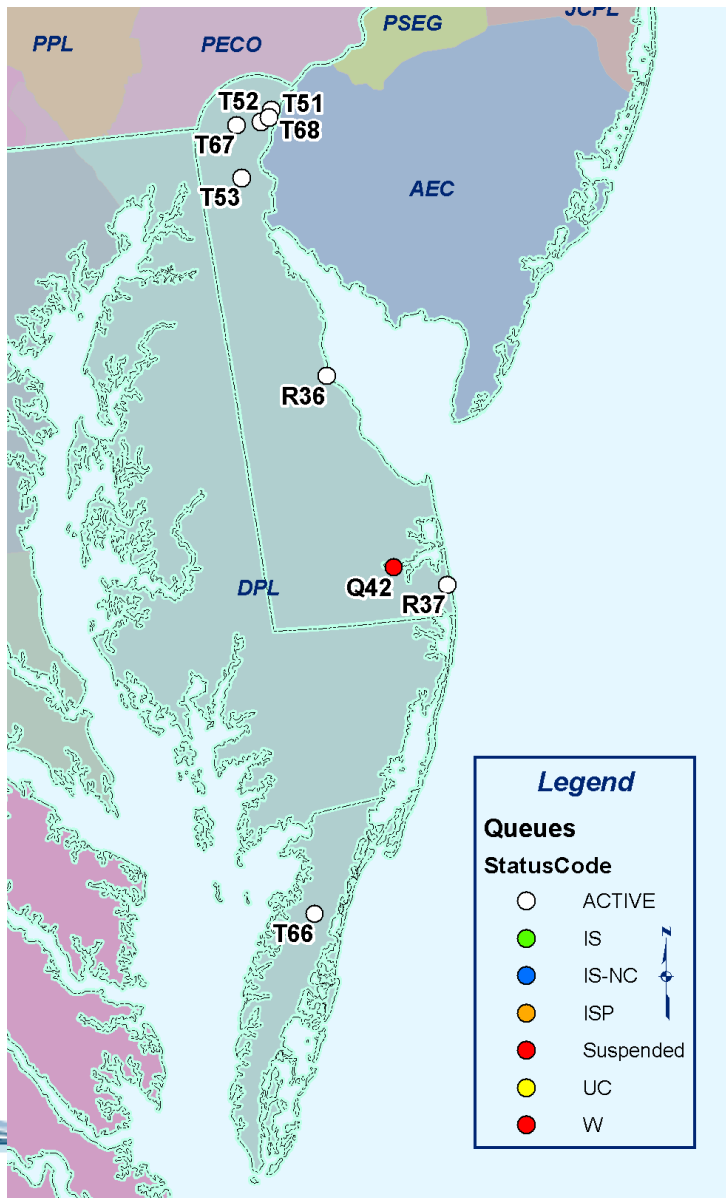 JCPL
PSEG
PPL
PECO
T52
T51
T68
T67
AEC
T53
R36
DPL
Q42
R37
Legend
Queues
StatusCode
ACTIVE
IS
N
IS-NC
ISP
Suspended
UC
W
T66